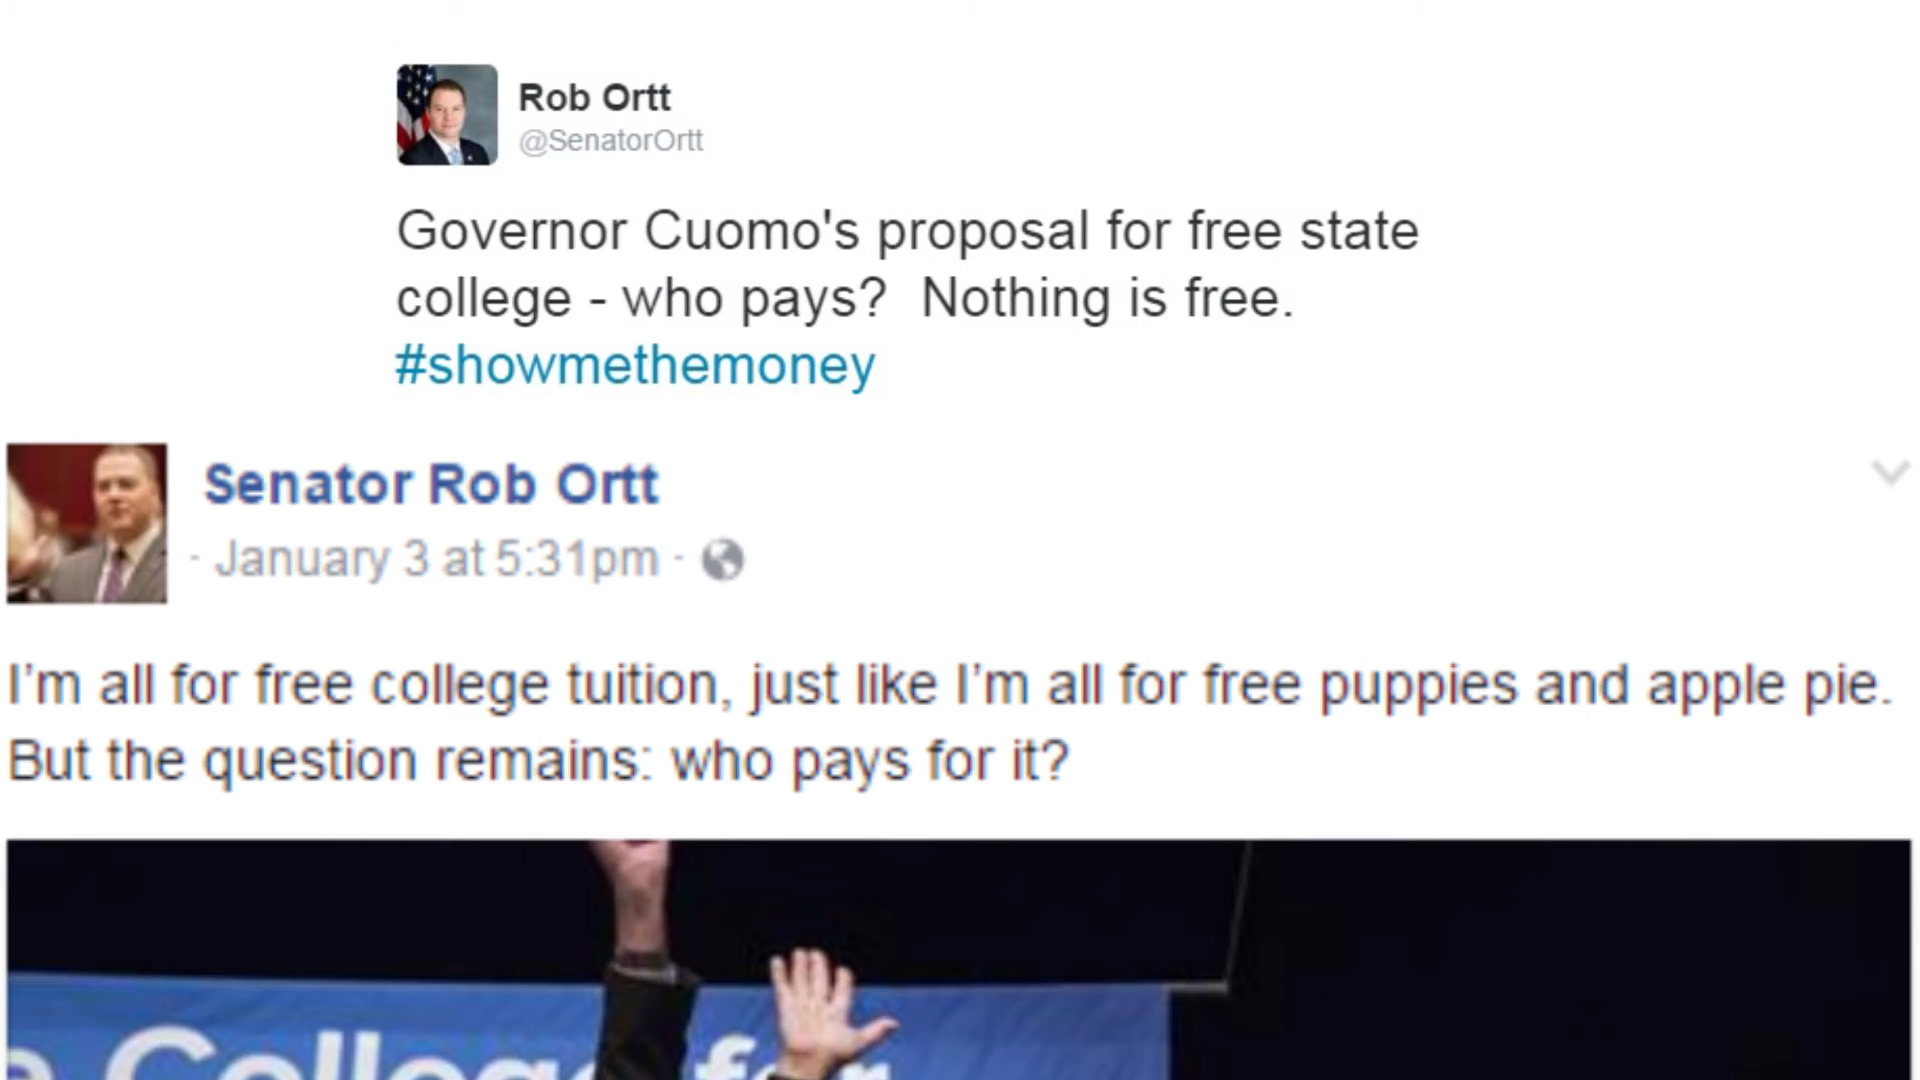 Rob Ortt
@SenatorOrtt
Governor Cuomo's proposal for free state
college - who pays?  Nothing is free.
#showmethemoney
Senator Rob Ortt
· January 3 at 5:31pm ·
I'm all for free college tuition, just like I'm all for free puppies and apple pie.
But the question remains: who pays for it?
e College for